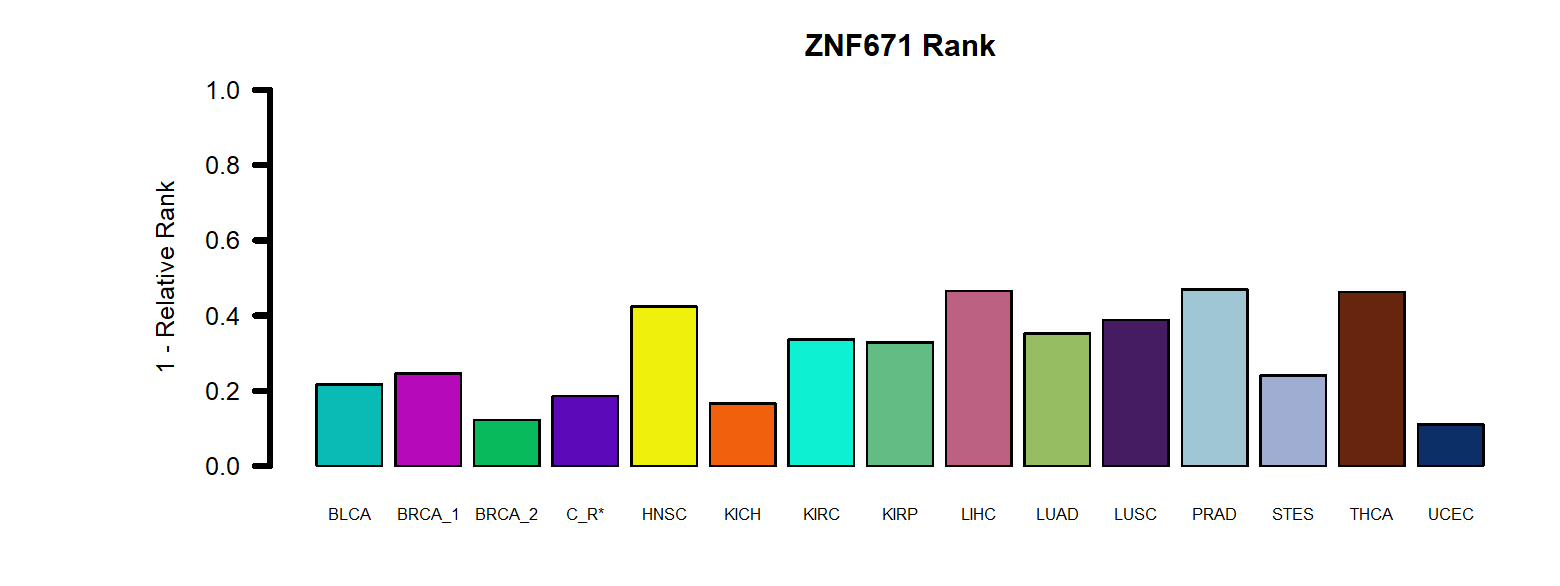 ZNF671 Rank
1 - Relative Rank
1.0
0.8
0.6
0.4
0.2
0.0
BLCA BRCA_1 BRCA_2 C_R* HNSC KICH KIRC KIRP LIHC LUAD LUSC PRAD STES THCA UCEC